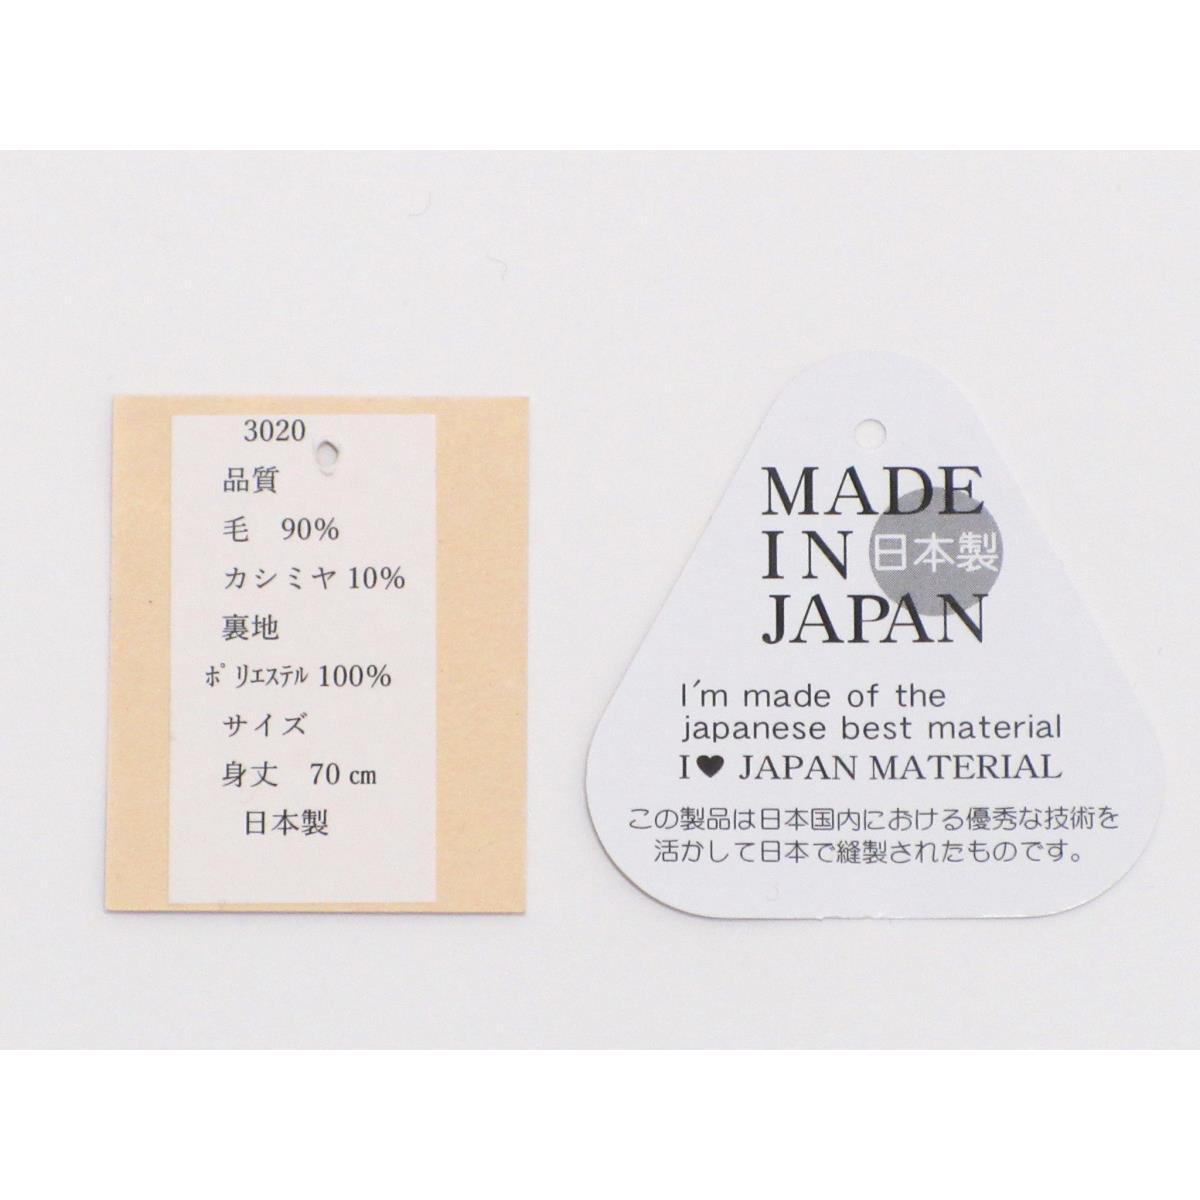 3020
品質
毛　90%
カシミヤ 10%
裏地
ﾎﾟﾘｴｽﾃﾙ 100%
サイズ
身丈　70㎝
日本製
MADE
IN 日本製
JAPAN
I'm made of the
japanese best material
I♥ JAPAN MATERIAL
この製品は日本国内における優秀な技術を
活かして日本で縫製されたものです。